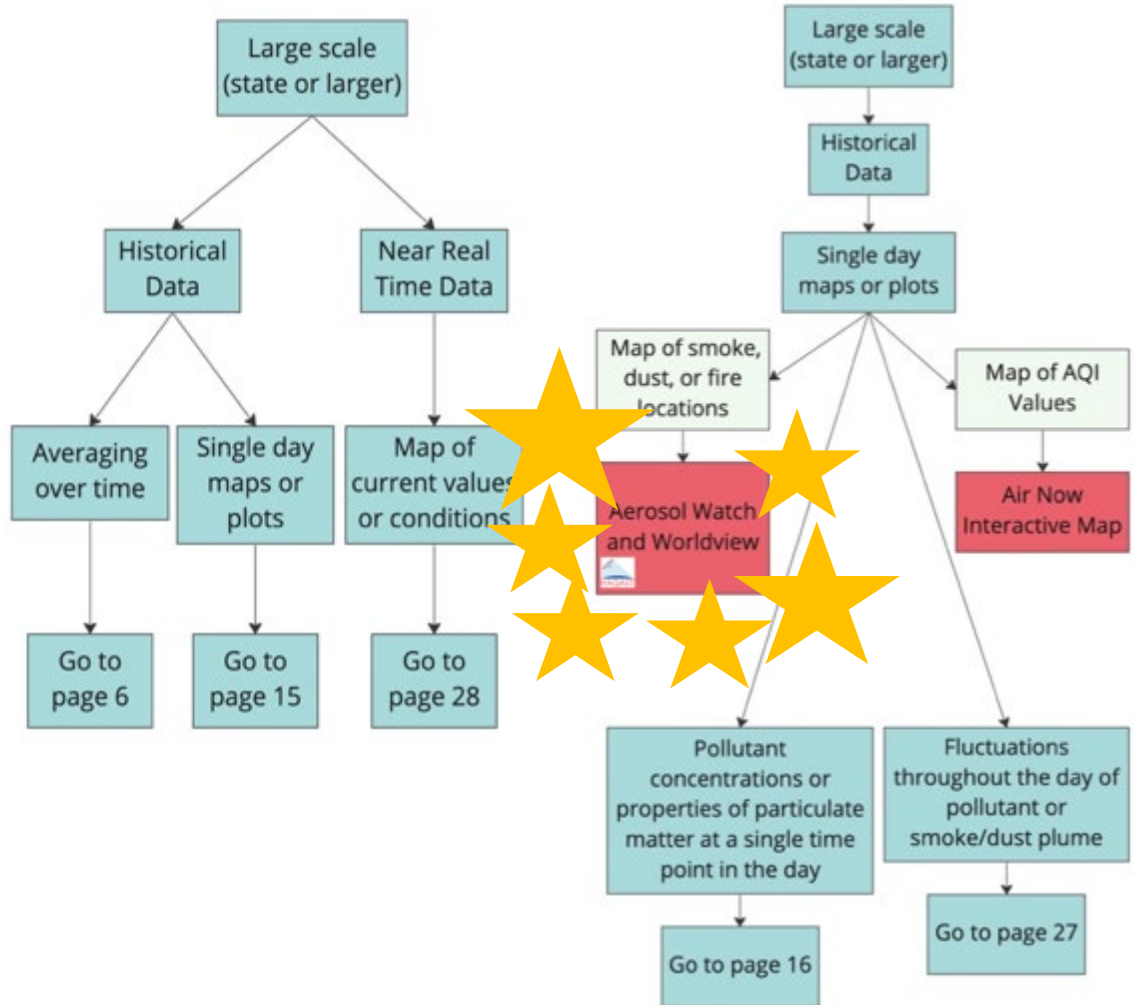 Large scale
(state or larger)
Historical
Data
Near Real
Time Data
Averaging
over time
Single day
maps or
plots
Map of
current values
or conditions
Go to
page 6
Go to
page 15
Go to
page 28
Large scale
(state or larger)
Historical
Data
Single day
maps or plots
Map of smoke,
dust, or fire
locations
Map of AQI
Values
Aerosol Watch
and Worldview
Air Now
Interactive Map
Pollutant
concentrations or
properties of particulate
matter at a single time
point in the day
Fluctuations
throughout the day of
pollutant or
smoke/dust plume
Go to page 16
Go to page 27